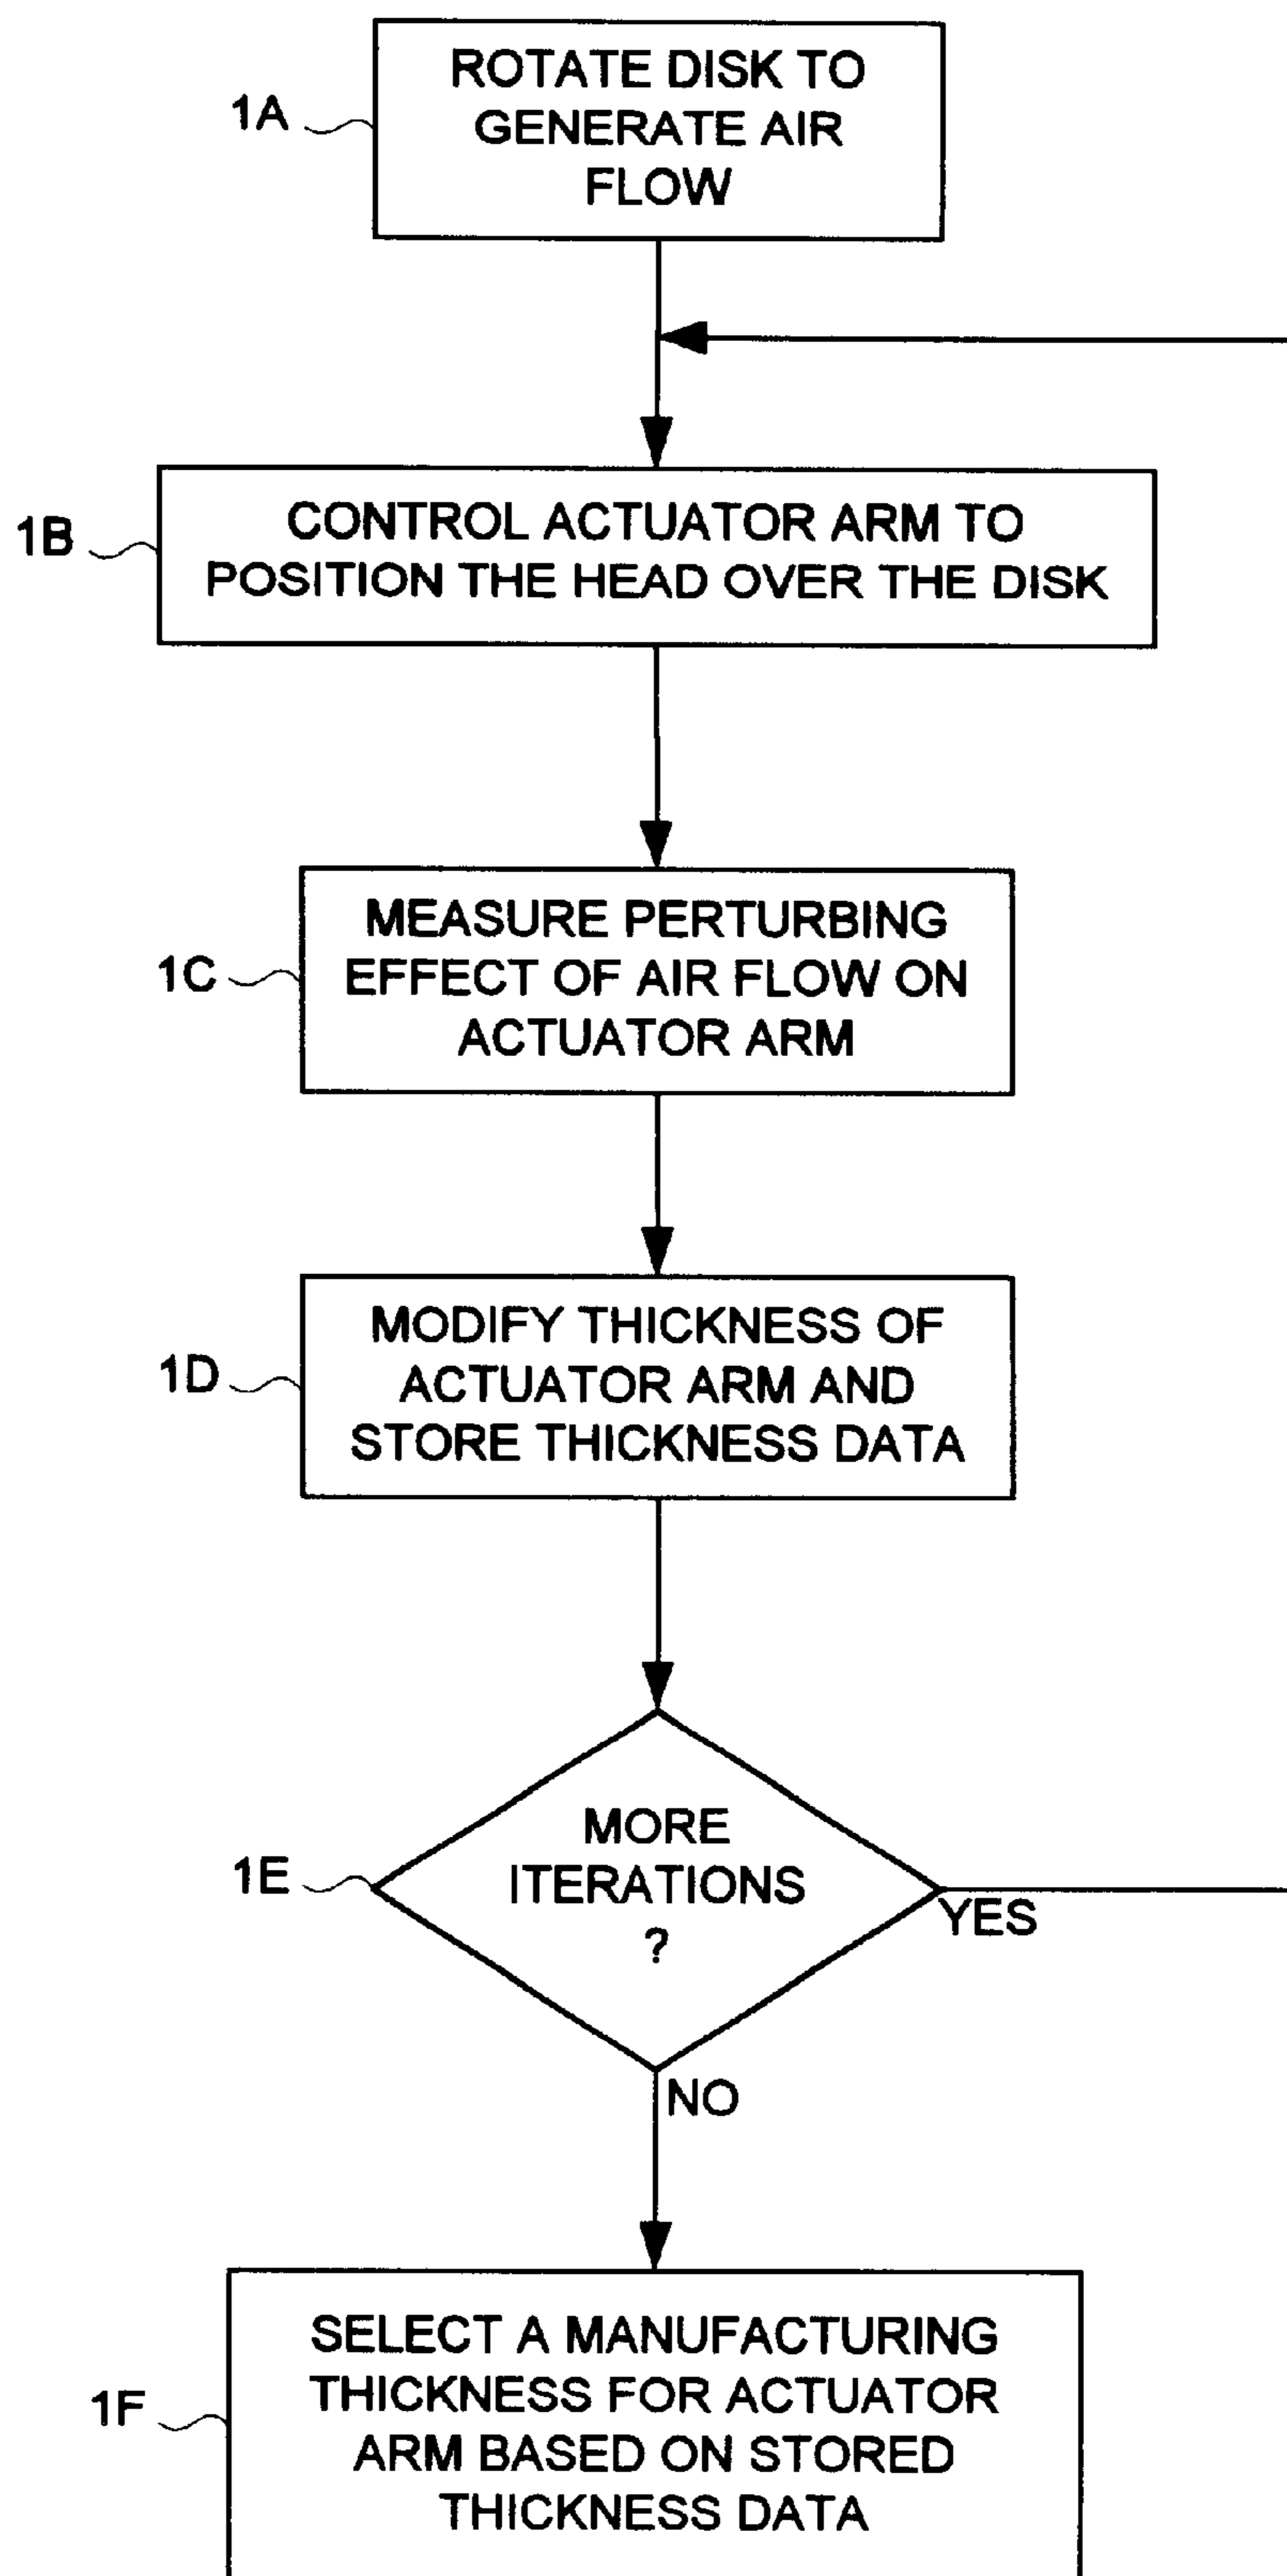 1A
ROTATE DISK TO
GENERATE AIR
FLOW
1B
CONTROL ACTUATOR ARM TO
POSITION THE HEAD OVER THE DISK
1C
MEASURE PERTURBING
EFFECT OF AIR FLOW ON
ACTUATOR ARM
1D
MODIFY THICKNESS OF
ACTUATOR ARM AND
STORE THICKNESS DATA
1E
MORE
ITERATIONS
?
YES
NO
1F
SELECT A MANUFACTURING
THICKNESS FOR ACTUATOR
ARM BASED ON STORED
THICKNESS DATA